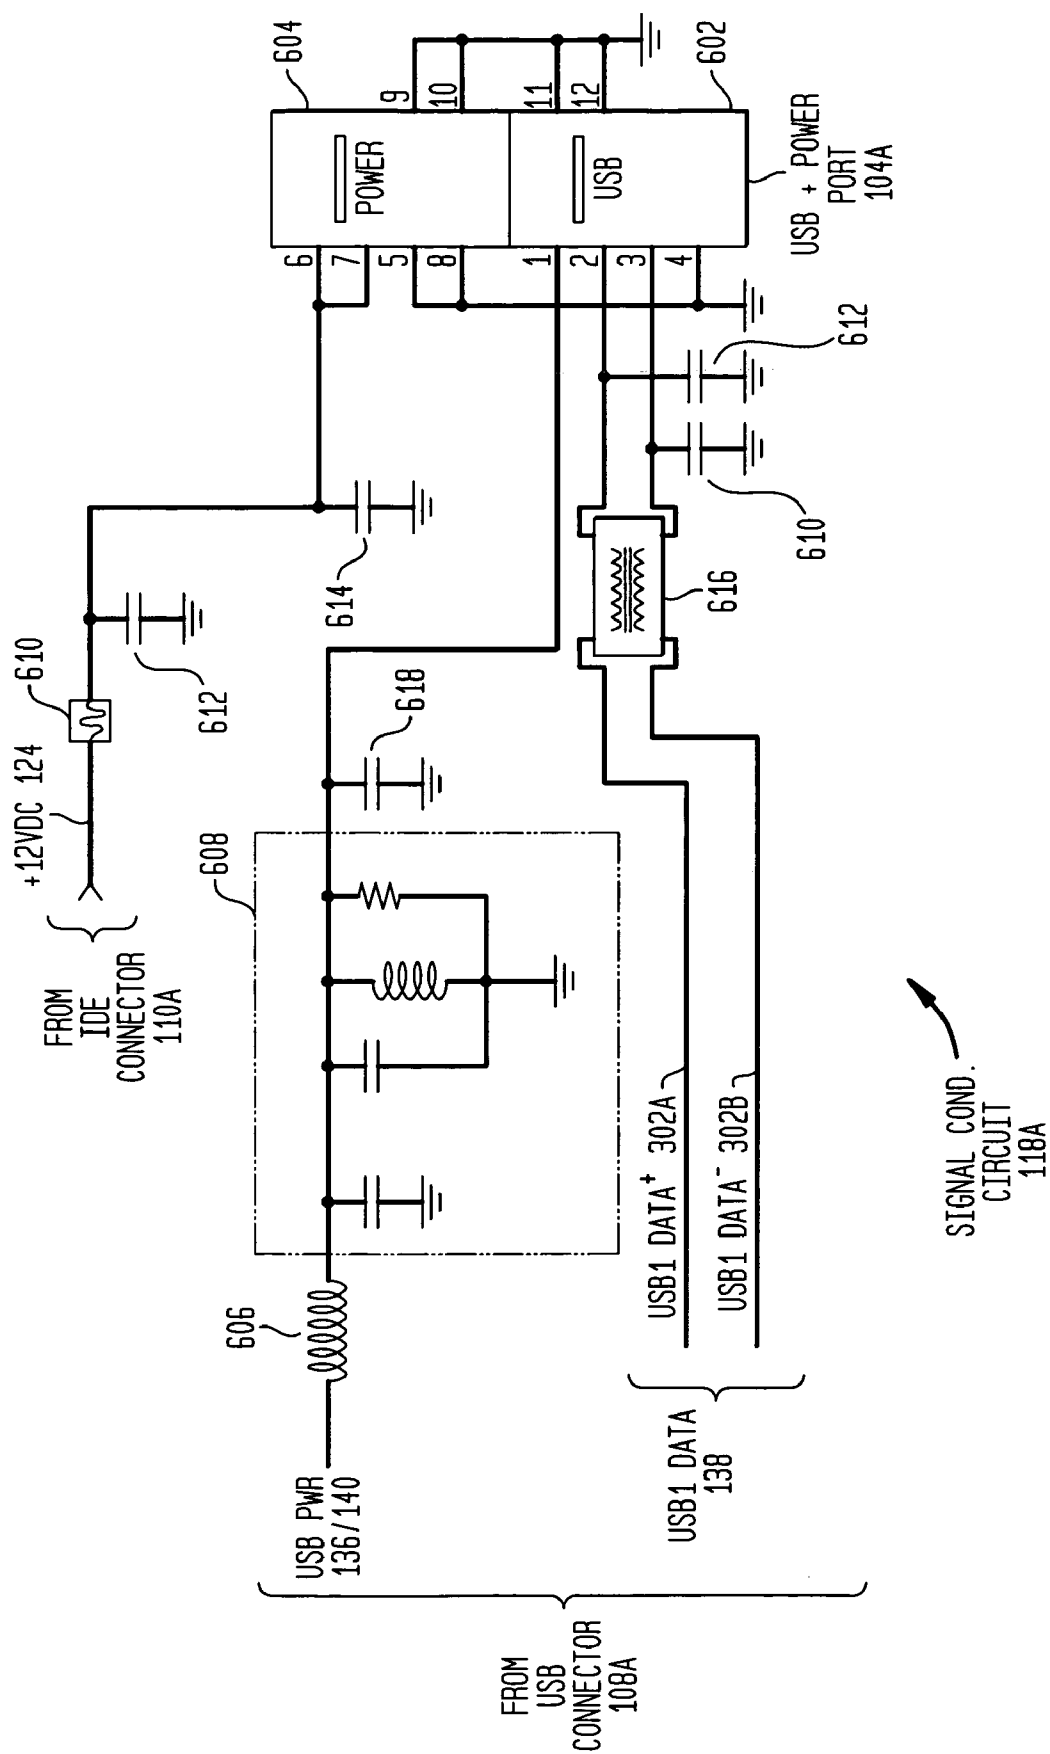 FROM
IDE
CONNECTOR
110A
+12VDC 124
610
612
614
604
POWER
6
7
5
8
9
10
602
USB
1
2
3
4
11
12
USB + POWER
PORT
104A
612
610
616
618
608
606
USB PWR
136/140
USB1 DATA+ 302A
USB1 DATA- 302B
USB1 DATA
138
FROM
USB
CONNECTOR
108A
SIGNAL COND.
CIRCUIT
118A